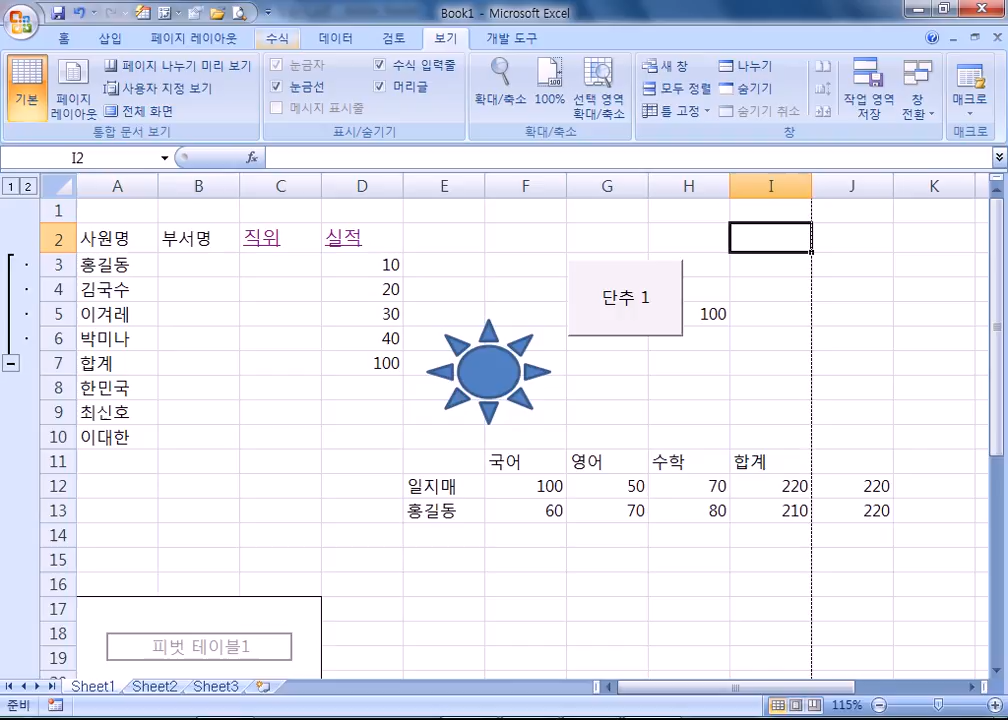 Book1 - Microsoft Excel
홈 삽입 페이지 레이아웃 수식 데이터 검토 보기 개발 도구
기본
페이지 레이아웃
페이지 나누기 미리 보기
사용자 지정 보기
전체 화면
통합 문서 보기
눈금자
눈금선
메시지 표시줄
수식 입력줄
머리글
표시/숨기기
확대/축소
100%
선택 영역 확대/축소
확대/축소
새 창
모두 정렬
틀 고정
나누기
숨기기
숨기기 취소
작업 영역 저장
창 전환
창
매크로
매크로
I2 fx
1 2
A B C D E F G H I J K
1
2 사원명 부서명 직위 실적
3 홍길동 10
4 김국수 20
단추 1
5 이겨레 30 100
6 박미나 40
7 합계 100
8 한민국
9 최신호
10 이대한
11 국어 영어 수학 합계
12 일지매 100 50 70 220 220
13 홍길동 60 70 80 210 220
14
15
16
17
18
피벗 테이블1
19
Sheet1 Sheet2 Sheet3
준비 115%